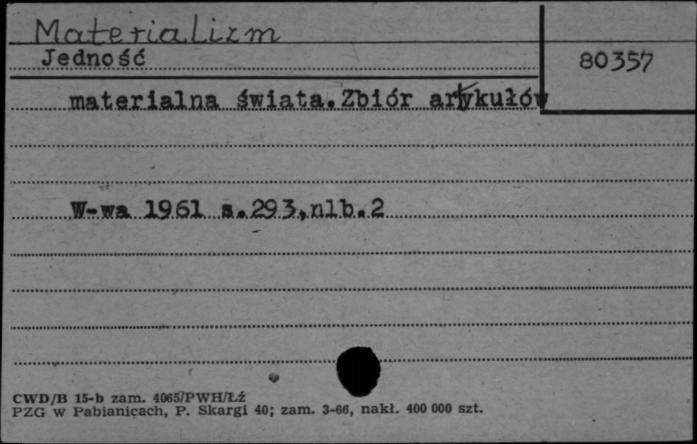 Materializm
Jedność
80357
materialna świata.Zbiór artykułów
W-wa 1961 s.293,nlb.2
CWD/B 15-b zam. 4065/PWH/Łź
PZG w Pabianicach, P. Skargi 40; zam. 3-66, nakł. 400 000 szt.